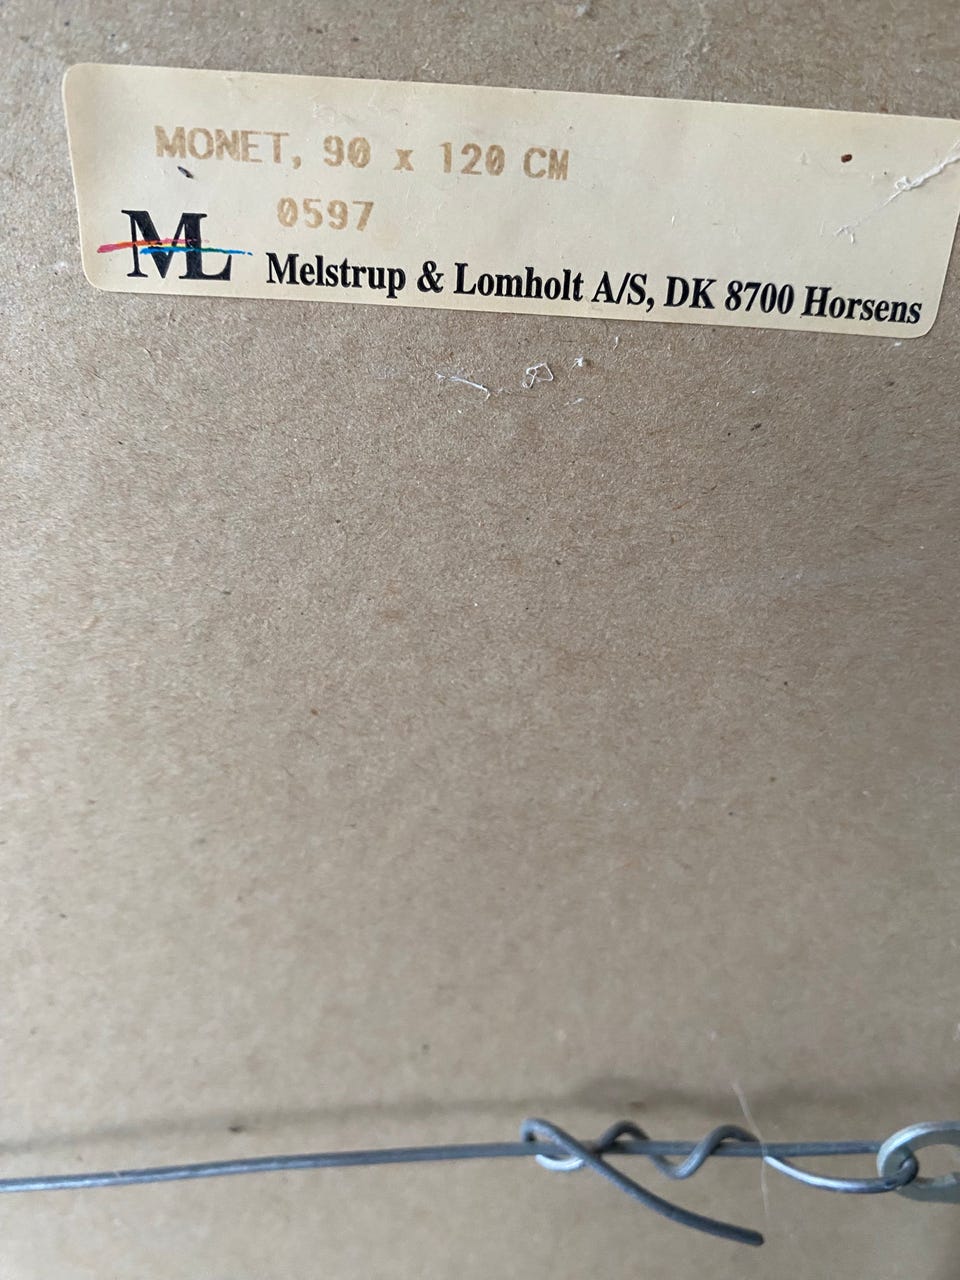 MONET, 90 x 120 CM
0597
ML
Melstrup & Lomholt A/S, DK 8700 Horsens